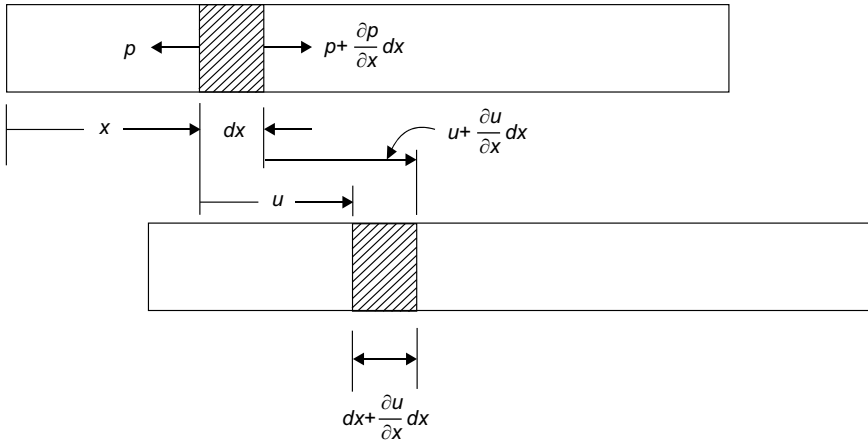 p
p + ∂p/∂x dx
x
dx
u + ∂u/∂x dx
u
dx + ∂u/∂x dx